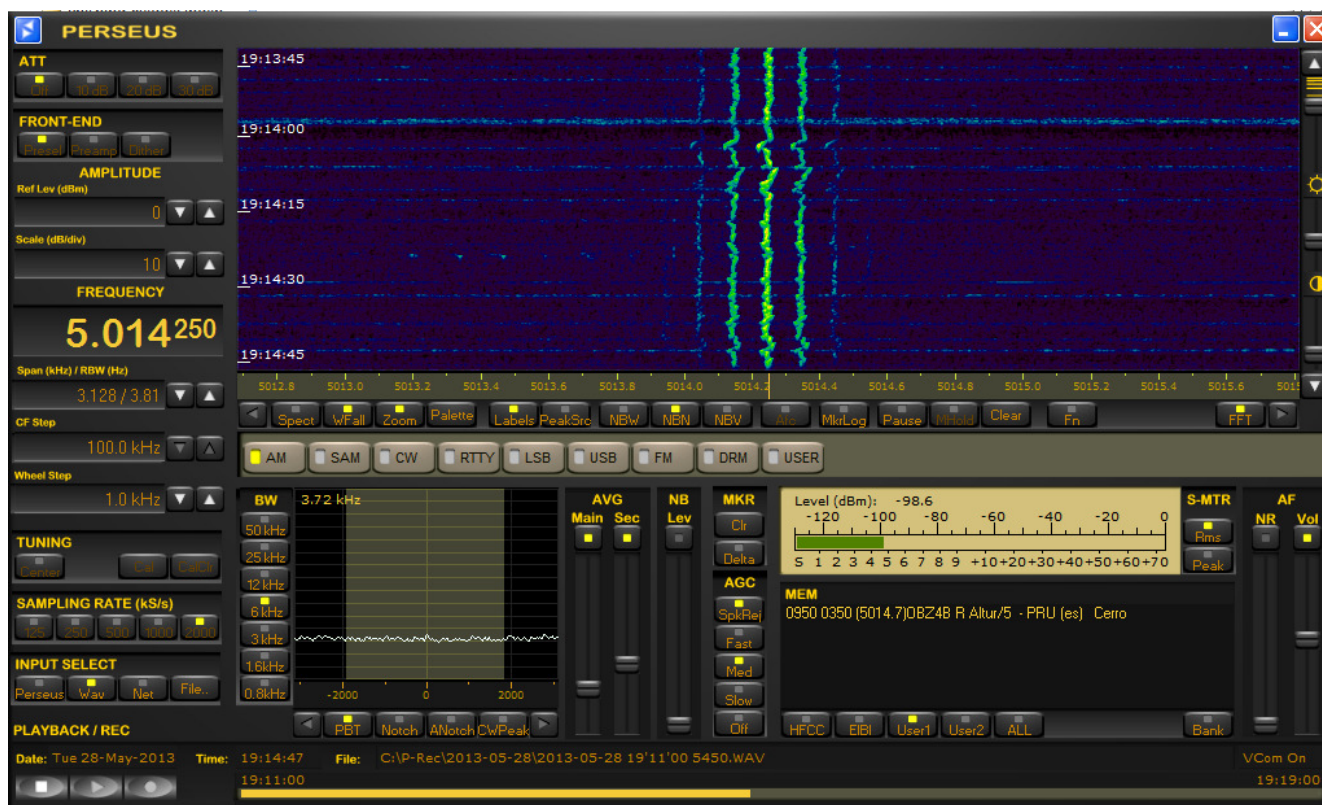 PERSEUS
ATT
Off 10 dB 20 dB 30 dB
FRONT-END
Presel Preamp Dither
AMPLITUDE
Ref Lev (dBm)
0
Scale (dB/div)
10
FREQUENCY
5.014250
Span (kHz) / RBW (Hz)
3.128 / 3.81
CF Step
100.0 kHz
Wheel Step
1.0 kHz
TUNING
Center Cal CalClr
SAMPLING RATE (kS/s)
125 250 500 1000 2000
INPUT SELECT
Perseus Wav Net File..
PLAYBACK / REC
19:13:45
19:14:00
19:14:15
19:14:30
19:14:45
5012.8 5013.0 5013.2 5013.4 5013.6 5013.8 5014.0 5014.2 5014.4 5014.6 5014.8 5015.0 5015.2 5015.4 5015.6
Spect WFall Zoom Palette Labels PeakSrc NBW NBN NBV Afc MkrLog Pause MHold Clear Fn FFT
AM SAM CW RTTY LSB USB FM DRM USER
BW
50 kHz
25 kHz
12 kHz
6 kHz
3 kHz
1.6kHz
0.8kHz
3.72 kHz
-2000 0 2000
PBT Notch ANotch CWPeak
AVG
Main Sec
NB
Lev
MKR
Clr
Delta
AGC
SpkRej
Fast
Med
Slow
Off
Level (dBm): -98.6
-120 -100 -80 -60 -40 -20 0
S 1 2 3 4 5 6 7 8 9 +10+20+30+40+50+60+70
S-MTR
Rms
Peak
AF
NR Vol
MEM
0950 0350 (5014.7)OBZ4B R Altur/5 - PRU (es) Cerro
HFCC EIBI User1 User2 ALL Bank
Date: Tue 28-May-2013 Time: 19:14:47 File: C:\P-Rec\2013-05-28\2013-05-28 19'11'00 5450.WAV VCom On
19:11:00 19:19:00